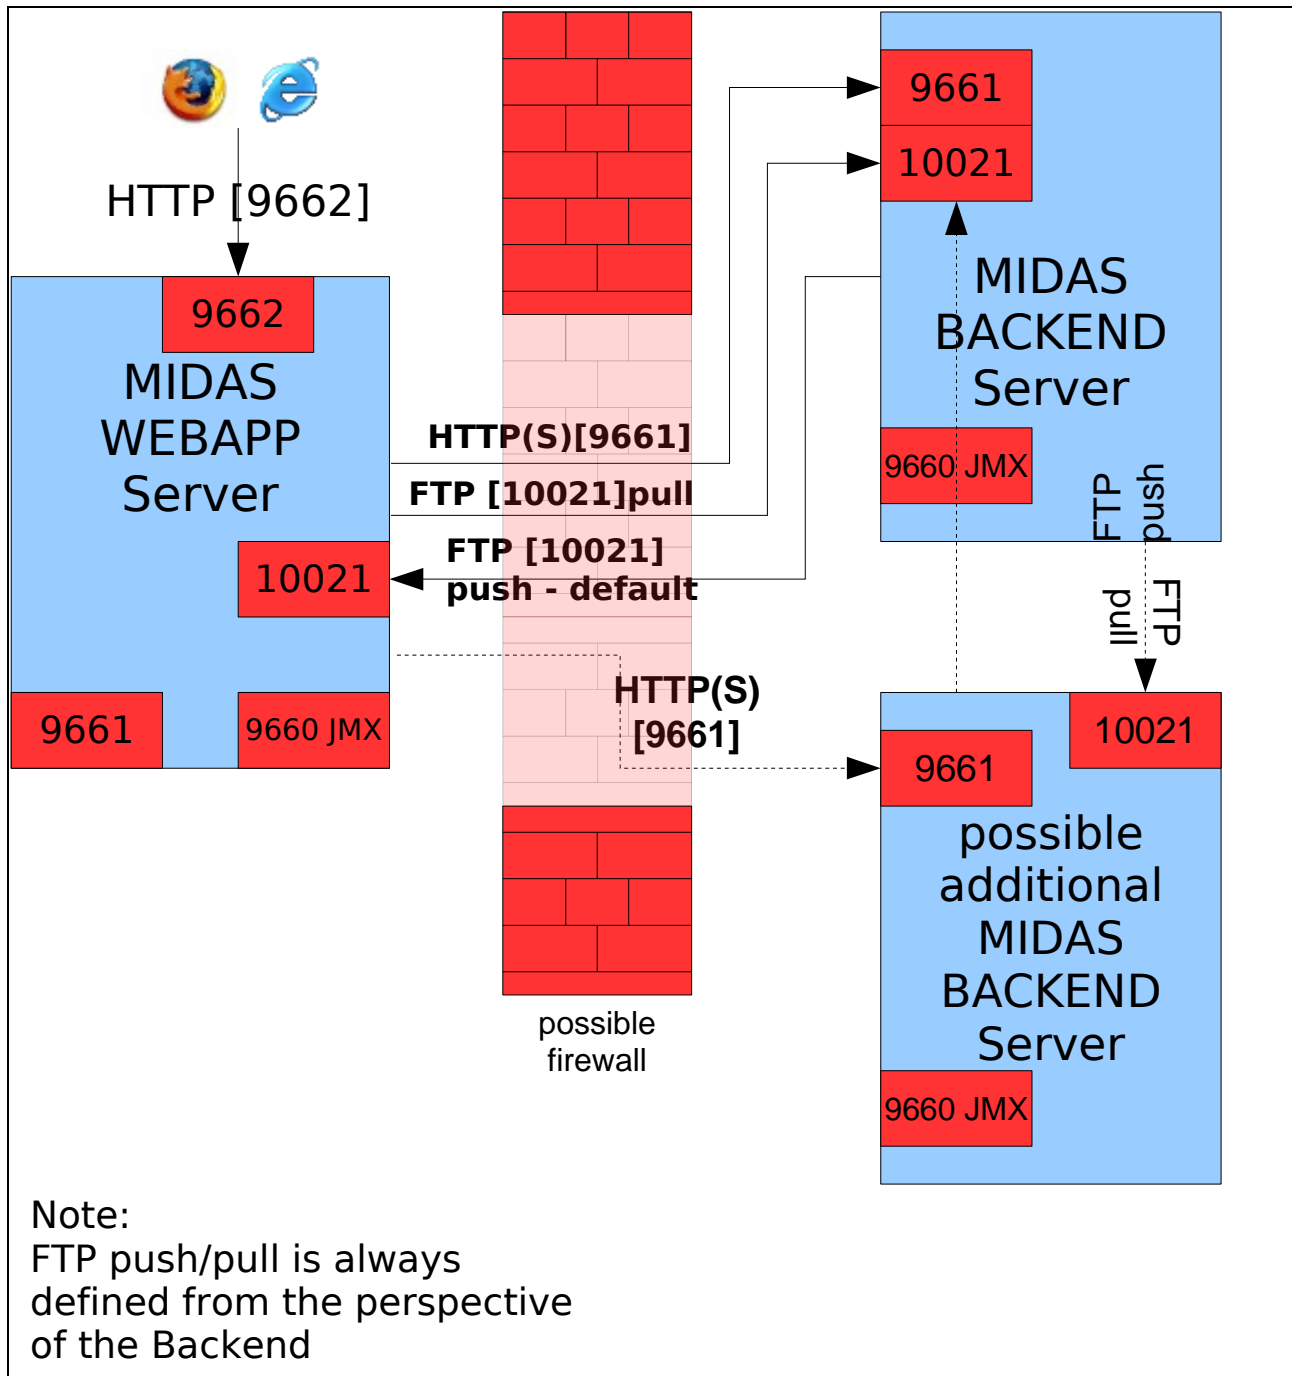 HTTP [9662]
9662
MIDAS
WEBAPP
Server
10021
9661
9660 JMX
HTTP(S)[9661]
FTP [10021]pull
FTP [10021]
push - default
HTTP(S)
[9661]
possible
firewall
9661
10021
MIDAS
BACKEND
Server
9660 JMX
FTP
push
FTP
pull
10021
9661
possible
additional
MIDAS
BACKEND
Server
9660 JMX
Note:
FTP push/pull is always
defined from the perspective
of the Backend